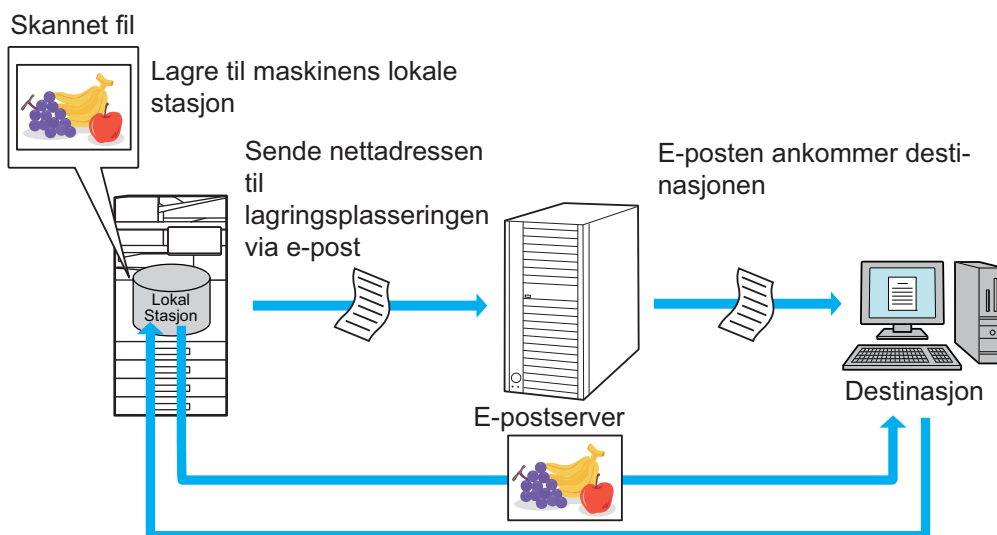 Skannet fil
Lagre til maskinens lokale
stasjon
Sende nettadressen
til
lagringsplasseringen
via e-post
E-posten ankommer desti-
nasjonen
Lokal
Stasjon
E-postserver
Destinasjon